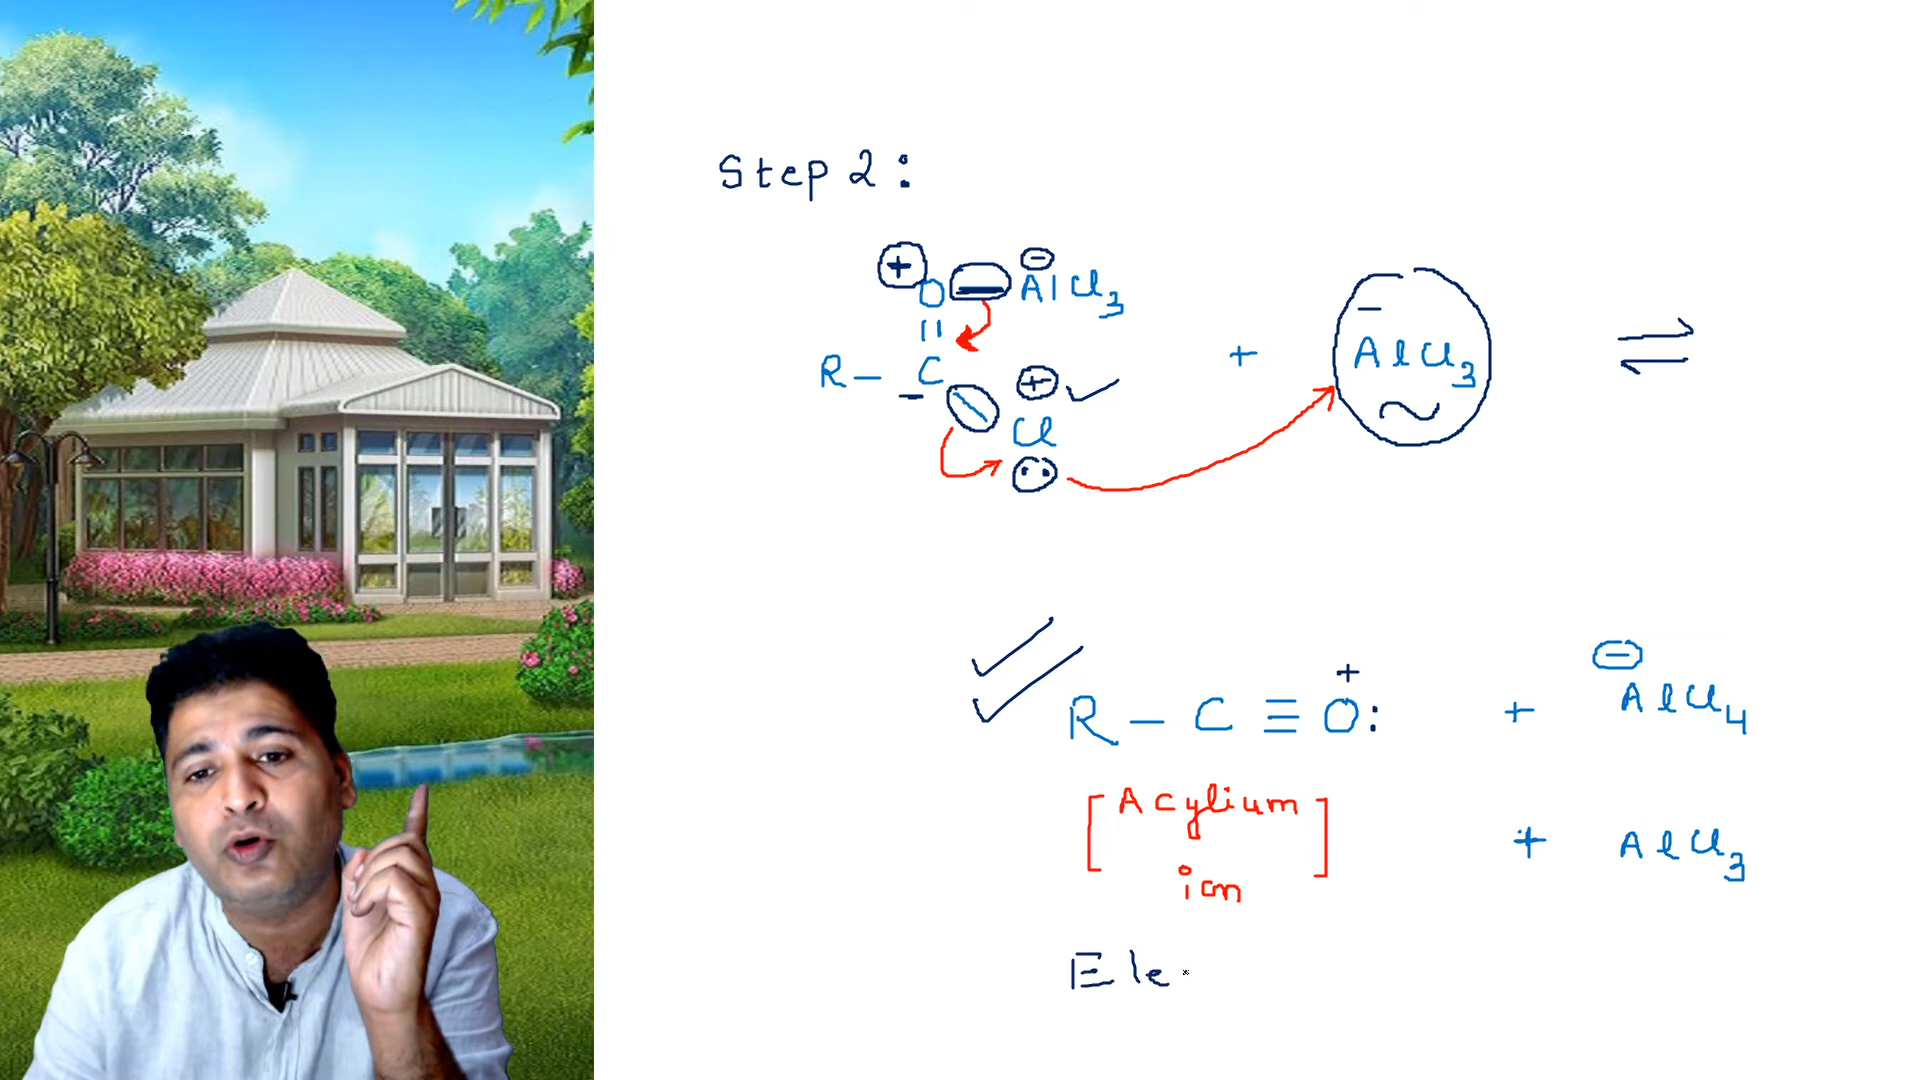 Step 2:
⊕ O — AlCl3 ⊖
||
R — C
⊕
Cl
+ AlCl3 ⇌
R — C ≡ O: + + AlCl4 ⊖
[Acylium ion]
+ AlCl3
Ele